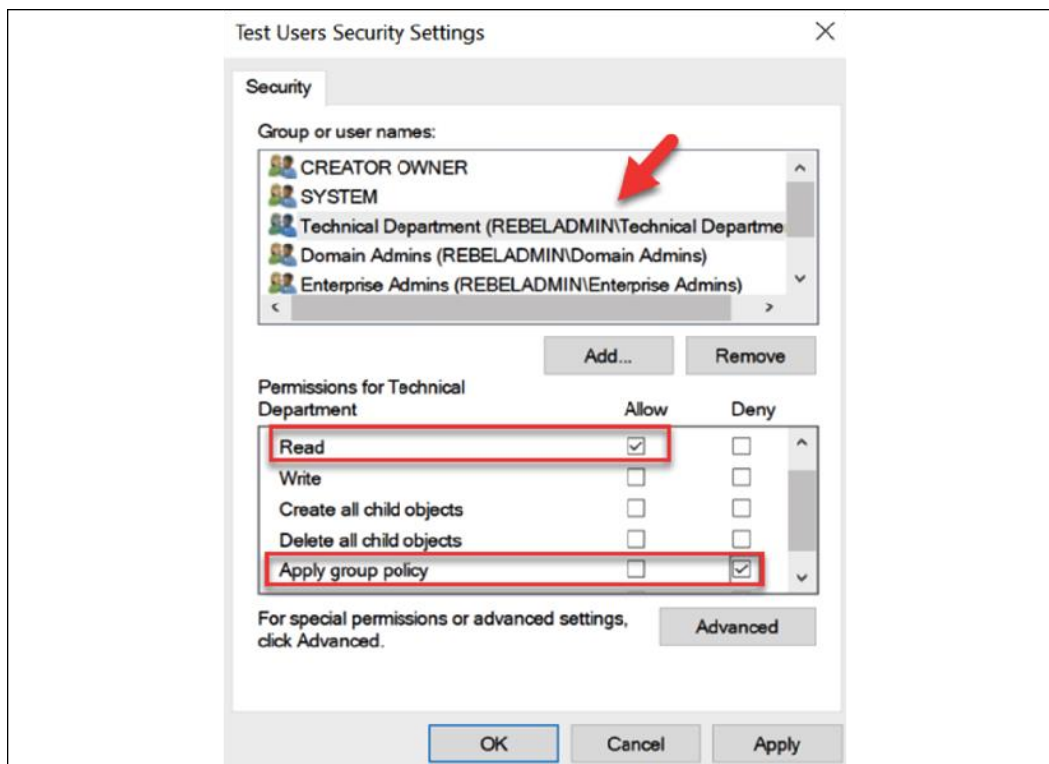 Test Users Security Settings
Security
Group or user names:
CREATOR OWNER
SYSTEM
Technical Department (REBELADMIN\Technical Departme
Domain Admins (REBELADMIN\Domain Admins)
Enterprise Admins (REBELADMIN\Enterprise Admins)
Add... Remove
Permissions for Technical
Department Allow Deny
Read
Write
Create all child objects
Delete all child objects
Apply group policy
For special permissions or advanced settings,
click Advanced.
Advanced
OK Cancel Apply